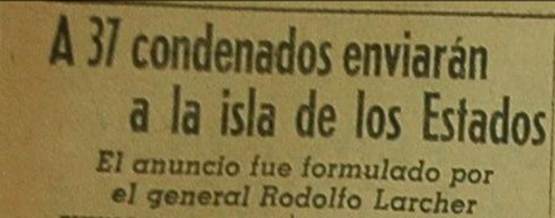 A 37 condenados enviarán
a la isla de los Estados
El anuncio fue formulado por
el general Rodolfo Larcher